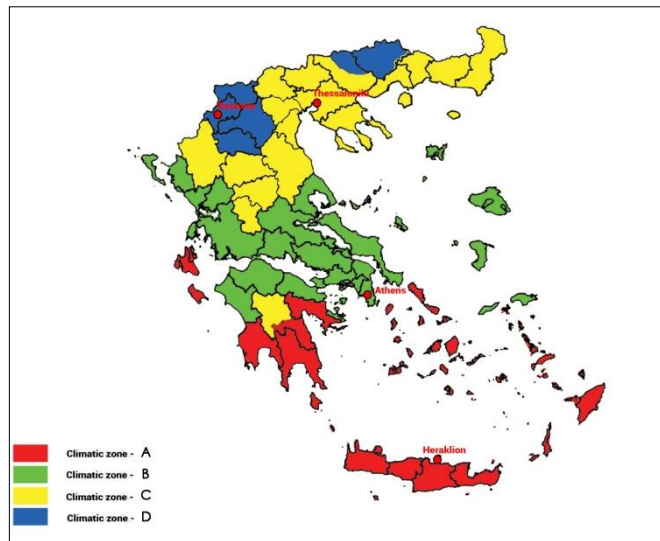 Thessaloniki
Athens
Heraklion
Climatic zone - A
Climatic zone - B
Climatic zone - C
Climatic zone - D